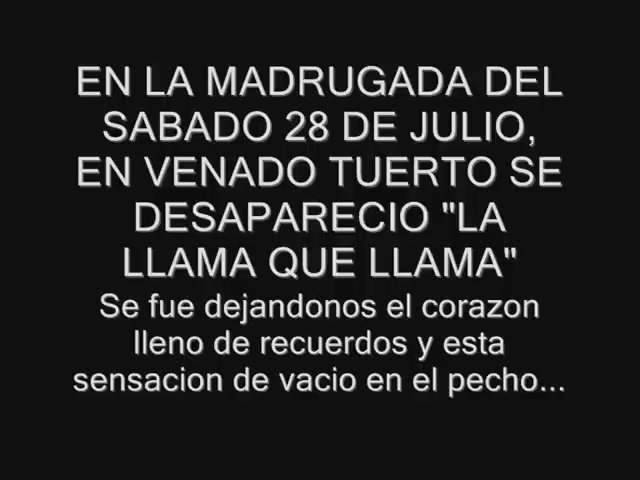 EN LA MADRUGADA DEL
SABADO 28 DE JULIO,
EN VENADO TUERTO SE
DESAPARECIO "LA
LLAMA QUE LLAMA"
Se fue dejandonos el corazon
lleno de recuerdos y esta
sensacion de vacio en el pecho...